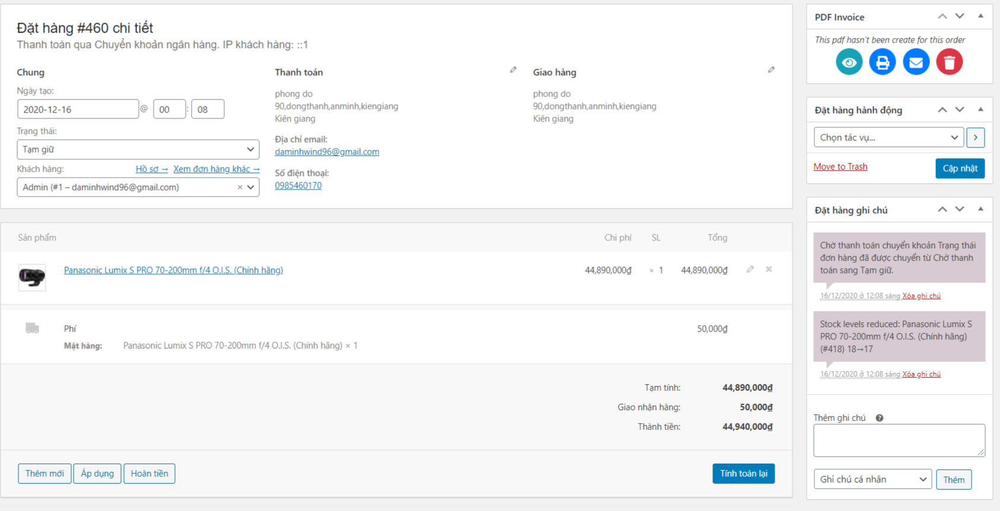 Đặt hàng #460 chi tiết
Thanh toán qua Chuyển khoản ngân hàng. IP khách hàng: ::1
Chung
Ngày tạo:
2020-12-16 @ 00 : 08
Trạng thái:
Tạm giữ
Khách hàng: Hồ sơ → Xem đơn hàng khác →
Admin (#1 – daminhwind96@gmail.com) ×
Thanh toán
phong do
90,dongthanh,anminh,kiengiang
Kiên giang
Địa chỉ email:
daminhwind96@gmail.com
Số điện thoại:
0985460170
Giao hàng
phong do
90,dongthanh,anminh,kiengiang
Kiên giang
Sản phẩm Chi phí SL Tổng
Panasonic Lumix S PRO 70-200mm f/4 O.I.S. (Chính hãng) 44,890,000₫ × 1 44,890,000₫
Phí 50,000₫
Mặt hàng: Panasonic Lumix S PRO 70-200mm f/4 O.I.S. (Chính hãng) × 1
Tạm tính: 44,890,000₫
Giao nhận hàng: 50,000₫
Thành tiền: 44,940,000₫
Thêm mới Áp dụng Hoàn tiền Tính toán lại
PDF Invoice
This pdf hasn't been create for this order
Đặt hàng hành động
Chọn tác vụ...
Move to Trash Cập nhật
Đặt hàng ghi chú
Chờ thanh toán chuyển khoản Trạng thái
đơn hàng đã được chuyển từ Chờ thanh
toán sang Tạm giữ.
16/12/2020 ở 12:08 sáng Xóa ghi chú
Stock levels reduced: Panasonic Lumix S
PRO 70-200mm f/4 O.I.S. (Chính hãng)
(#418) 18→17
16/12/2020 ở 12:08 sáng Xóa ghi chú
Thêm ghi chú ?
Ghi chú cá nhân Thêm